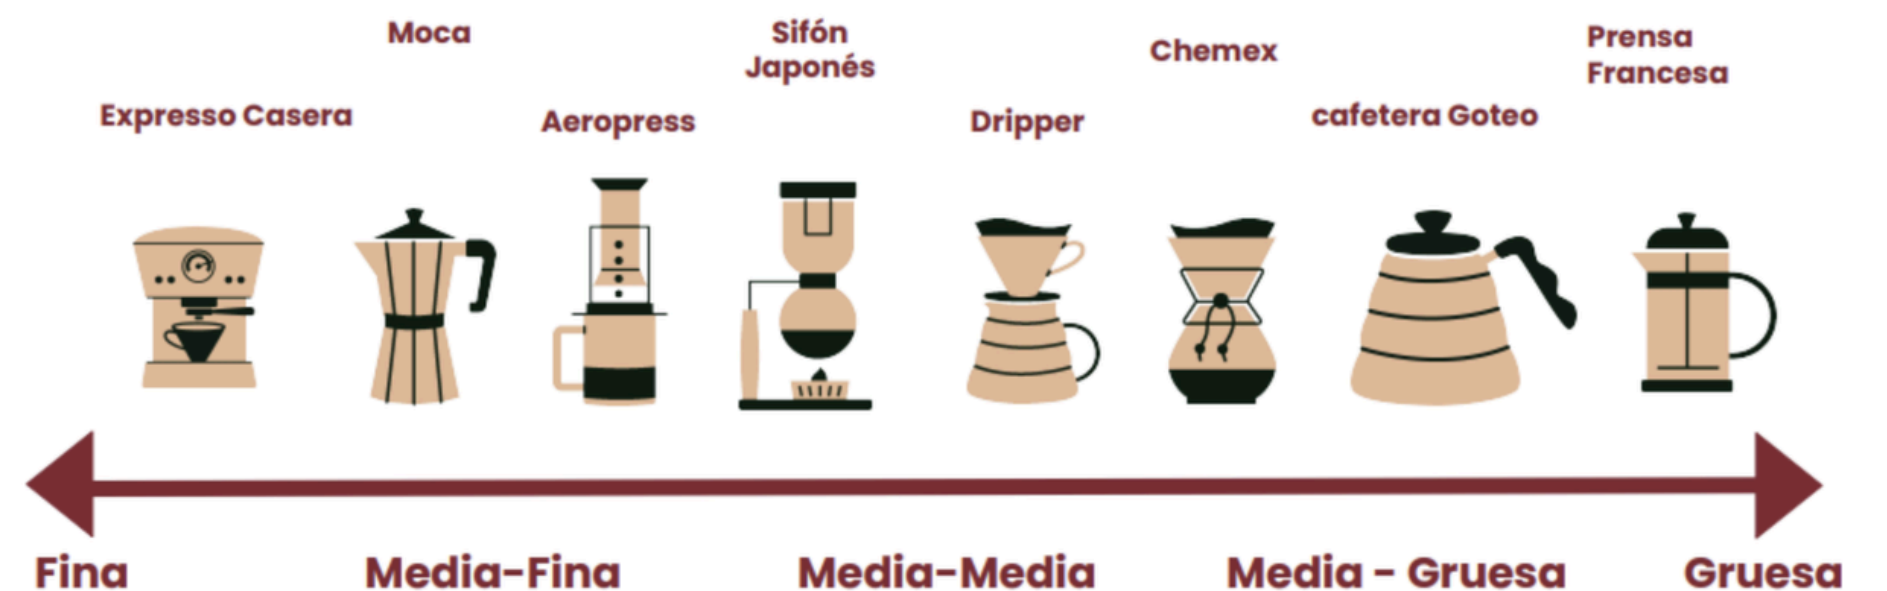 Moca
Sifón
Japonés
Chemex
Prensa
Francesa
Expresso Casera
Aeropress
Dripper
cafetera Goteo
Fina
Media-Fina
Media-Media
Media - Gruesa
Gruesa